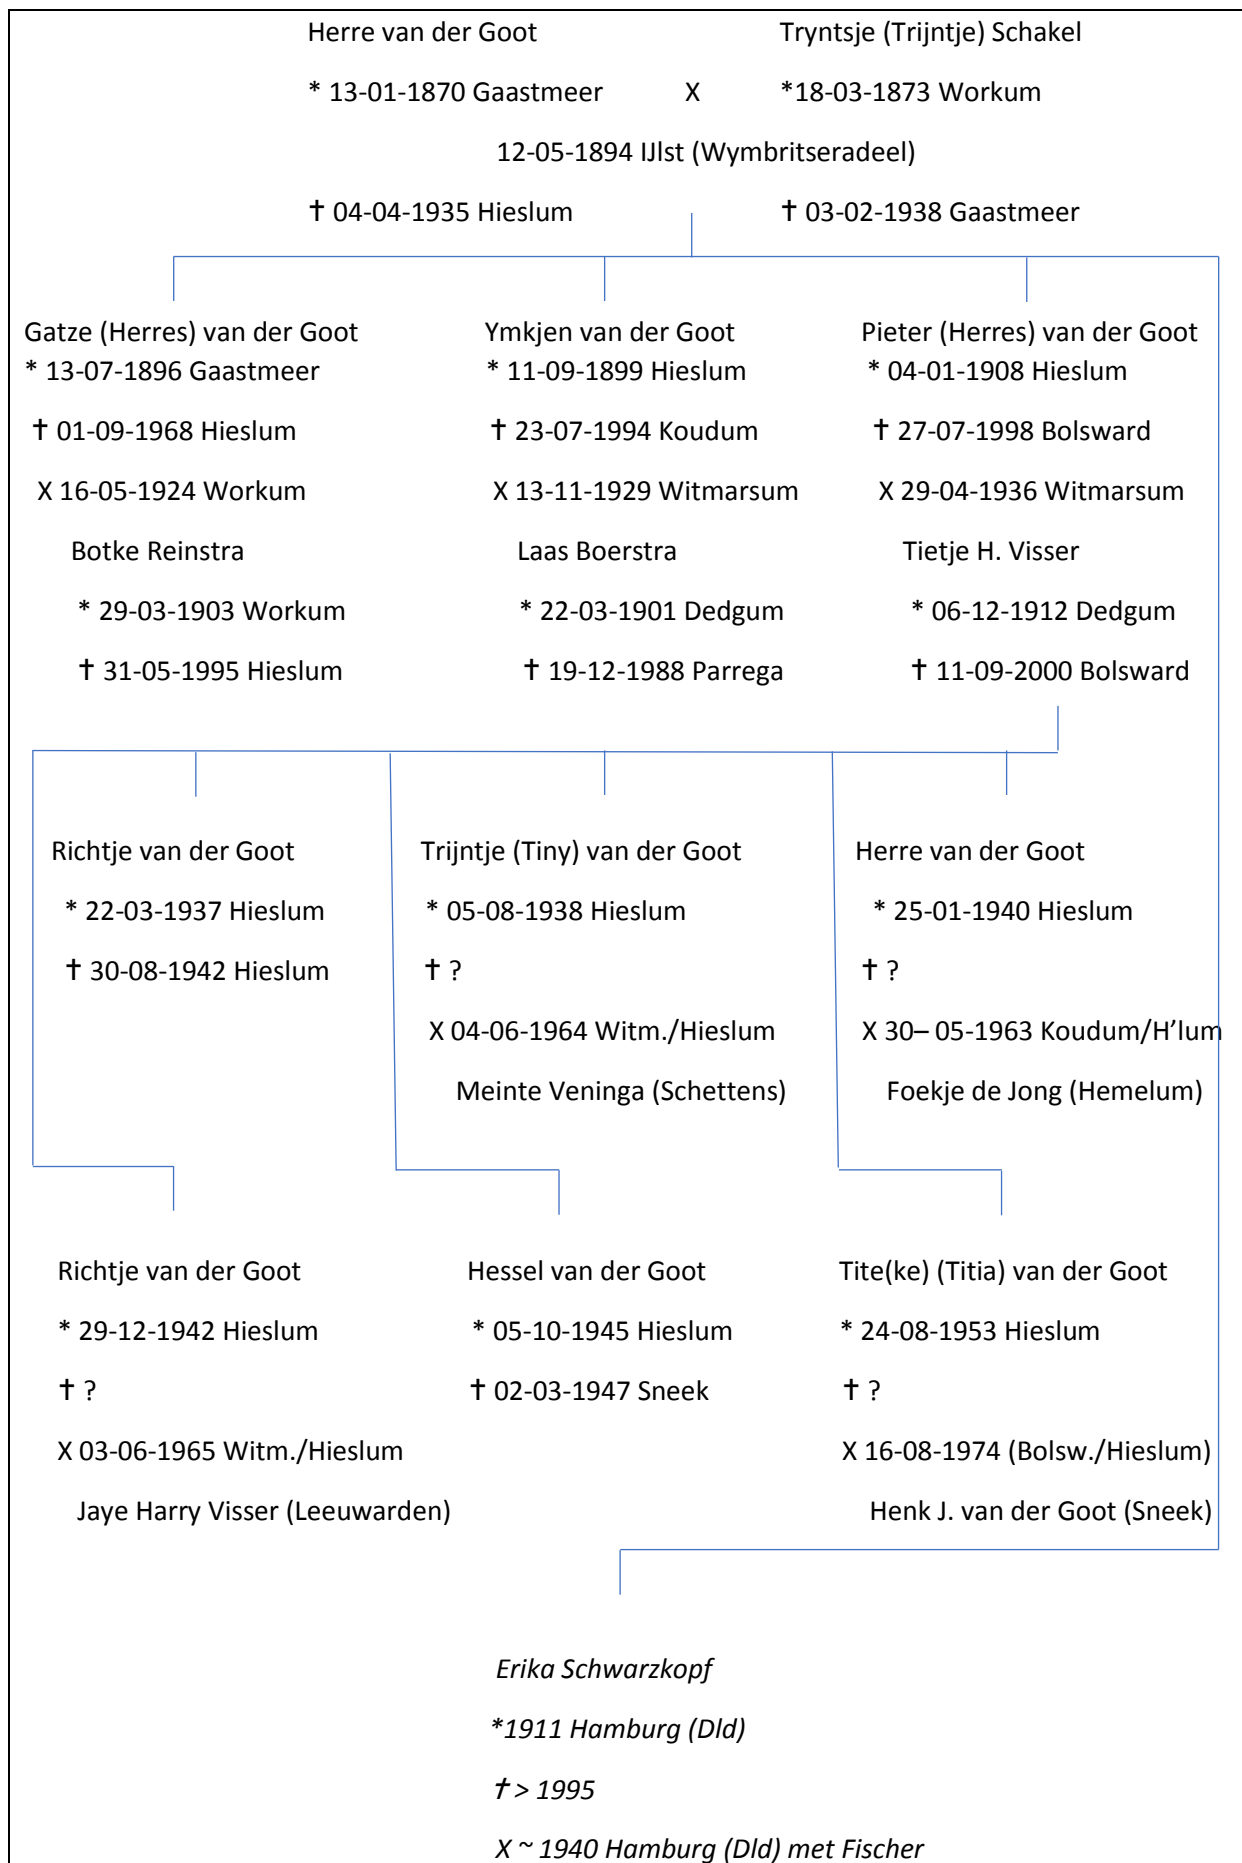 Herre van der Goot Tryntsje (Trijntje) Schakel
* 13-01-1870 Gaastmeer X *18-03-1873 Workum
12-05-1894 IJlst (Wymbritseradeel)
† 04-04-1935 Hieslum † 03-02-1938 Gaastmeer
Gatze (Herres) van der Goot Ymkjen van der Goot Pieter (Herres) van der Goot
* 13-07-1896 Gaastmeer * 11-09-1899 Hieslum * 04-01-1908 Hieslum
† 01-09-1968 Hieslum † 23-07-1994 Koudum † 27-07-1998 Bolsward
X 16-05-1924 Workum X 13-11-1929 Witmarsum X 29-04-1936 Witmarsum
Botke Reinstra Laas Boerstra Tietje H. Visser
* 29-03-1903 Workum * 22-03-1901 Dedgum * 06-12-1912 Dedgum
† 31-05-1995 Hieslum † 19-12-1988 Parrega † 11-09-2000 Bolsward
Richtje van der Goot Trijntje (Tiny) van der Goot Herre van der Goot
* 22-03-1937 Hieslum * 05-08-1938 Hieslum * 25-01-1940 Hieslum
† 30-08-1942 Hieslum † ? † ?
X 04-06-1964 Witm./Hieslum X 30– 05-1963 Koudum/H'lum
Meinte Veninga (Schettens) Foekje de Jong (Hemelum)
Richtje van der Goot Hessel van der Goot Tite(ke) (Titia) van der Goot
* 29-12-1942 Hieslum * 05-10-1945 Hieslum * 24-08-1953 Hieslum
† ? † 02-03-1947 Sneek † ?
X 03-06-1965 Witm./Hieslum X 16-08-1974 (Bolsw./Hieslum)
Jaye Harry Visser (Leeuwarden) Henk J. van der Goot (Sneek)
Erika Schwarzkopf
*1911 Hamburg (Dld)
† > 1995
X ~ 1940 Hamburg (Dld) met Fischer